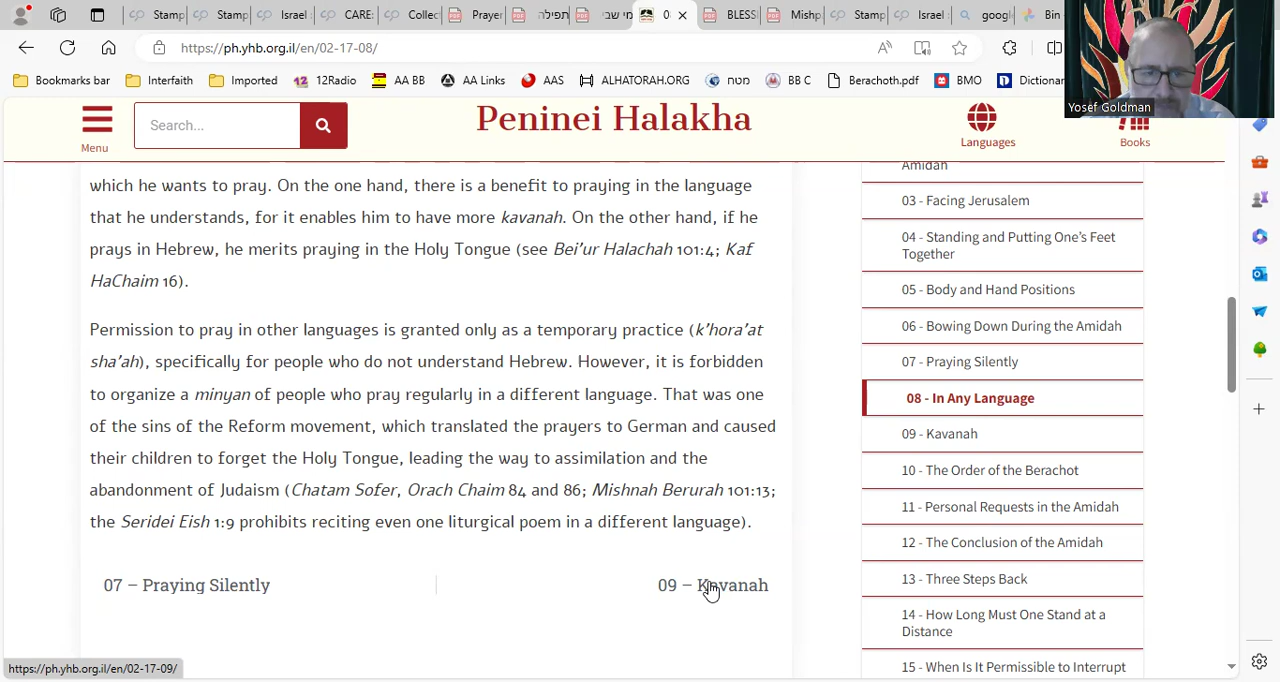 Stamp
Stamp
Israel
CARE:
Collec
Prayer
תפילה
מי שבי
BLESS
Mishp
Stamp
Israel
googl
Bin
https://ph.yhb.org.il/en/02-17-08/
Bookmarks bar
Interfaith
Imported
12Radio
AA BB
AA Links
AAS
ALHATORAH.ORG
מטח
BB C
Berachoth.pdf
BMO
Dictionar
Yosef Goldman
Menu
Search...
Peninei Halakha
Languages
Books
which he wants to pray. On the one hand, there is a benefit to praying in the language
that he understands, for it enables him to have more kavanah. On the other hand, if he
prays in Hebrew, he merits praying in the Holy Tongue (see Bei'ur Halachah 101:4; Kaf
HaChaim 16).
Permission to pray in other languages is granted only as a temporary practice (k'hora'at
sha'ah), specifically for people who do not understand Hebrew. However, it is forbidden
to organize a minyan of people who pray regularly in a different language. That was one
of the sins of the Reform movement, which translated the prayers to German and caused
their children to forget the Holy Tongue, leading the way to assimilation and the
abandonment of Judaism (Chatam Sofer, Orach Chaim 84 and 86; Mishnah Berurah 101:13;
the Seridei Eish 1:9 prohibits reciting even one liturgical poem in a different language).
07 – Praying Silently
09 – Kavanah
Amidah
03 - Facing Jerusalem
04 - Standing and Putting One's Feet
Together
05 - Body and Hand Positions
06 - Bowing Down During the Amidah
07 - Praying Silently
08 - In Any Language
09 - Kavanah
10 - The Order of the Berachot
11 - Personal Requests in the Amidah
12 - The Conclusion of the Amidah
13 - Three Steps Back
14 - How Long Must One Stand at a
Distance
15 - When Is It Permissible to Interrupt
https://ph.yhb.org.il/en/02-17-09/